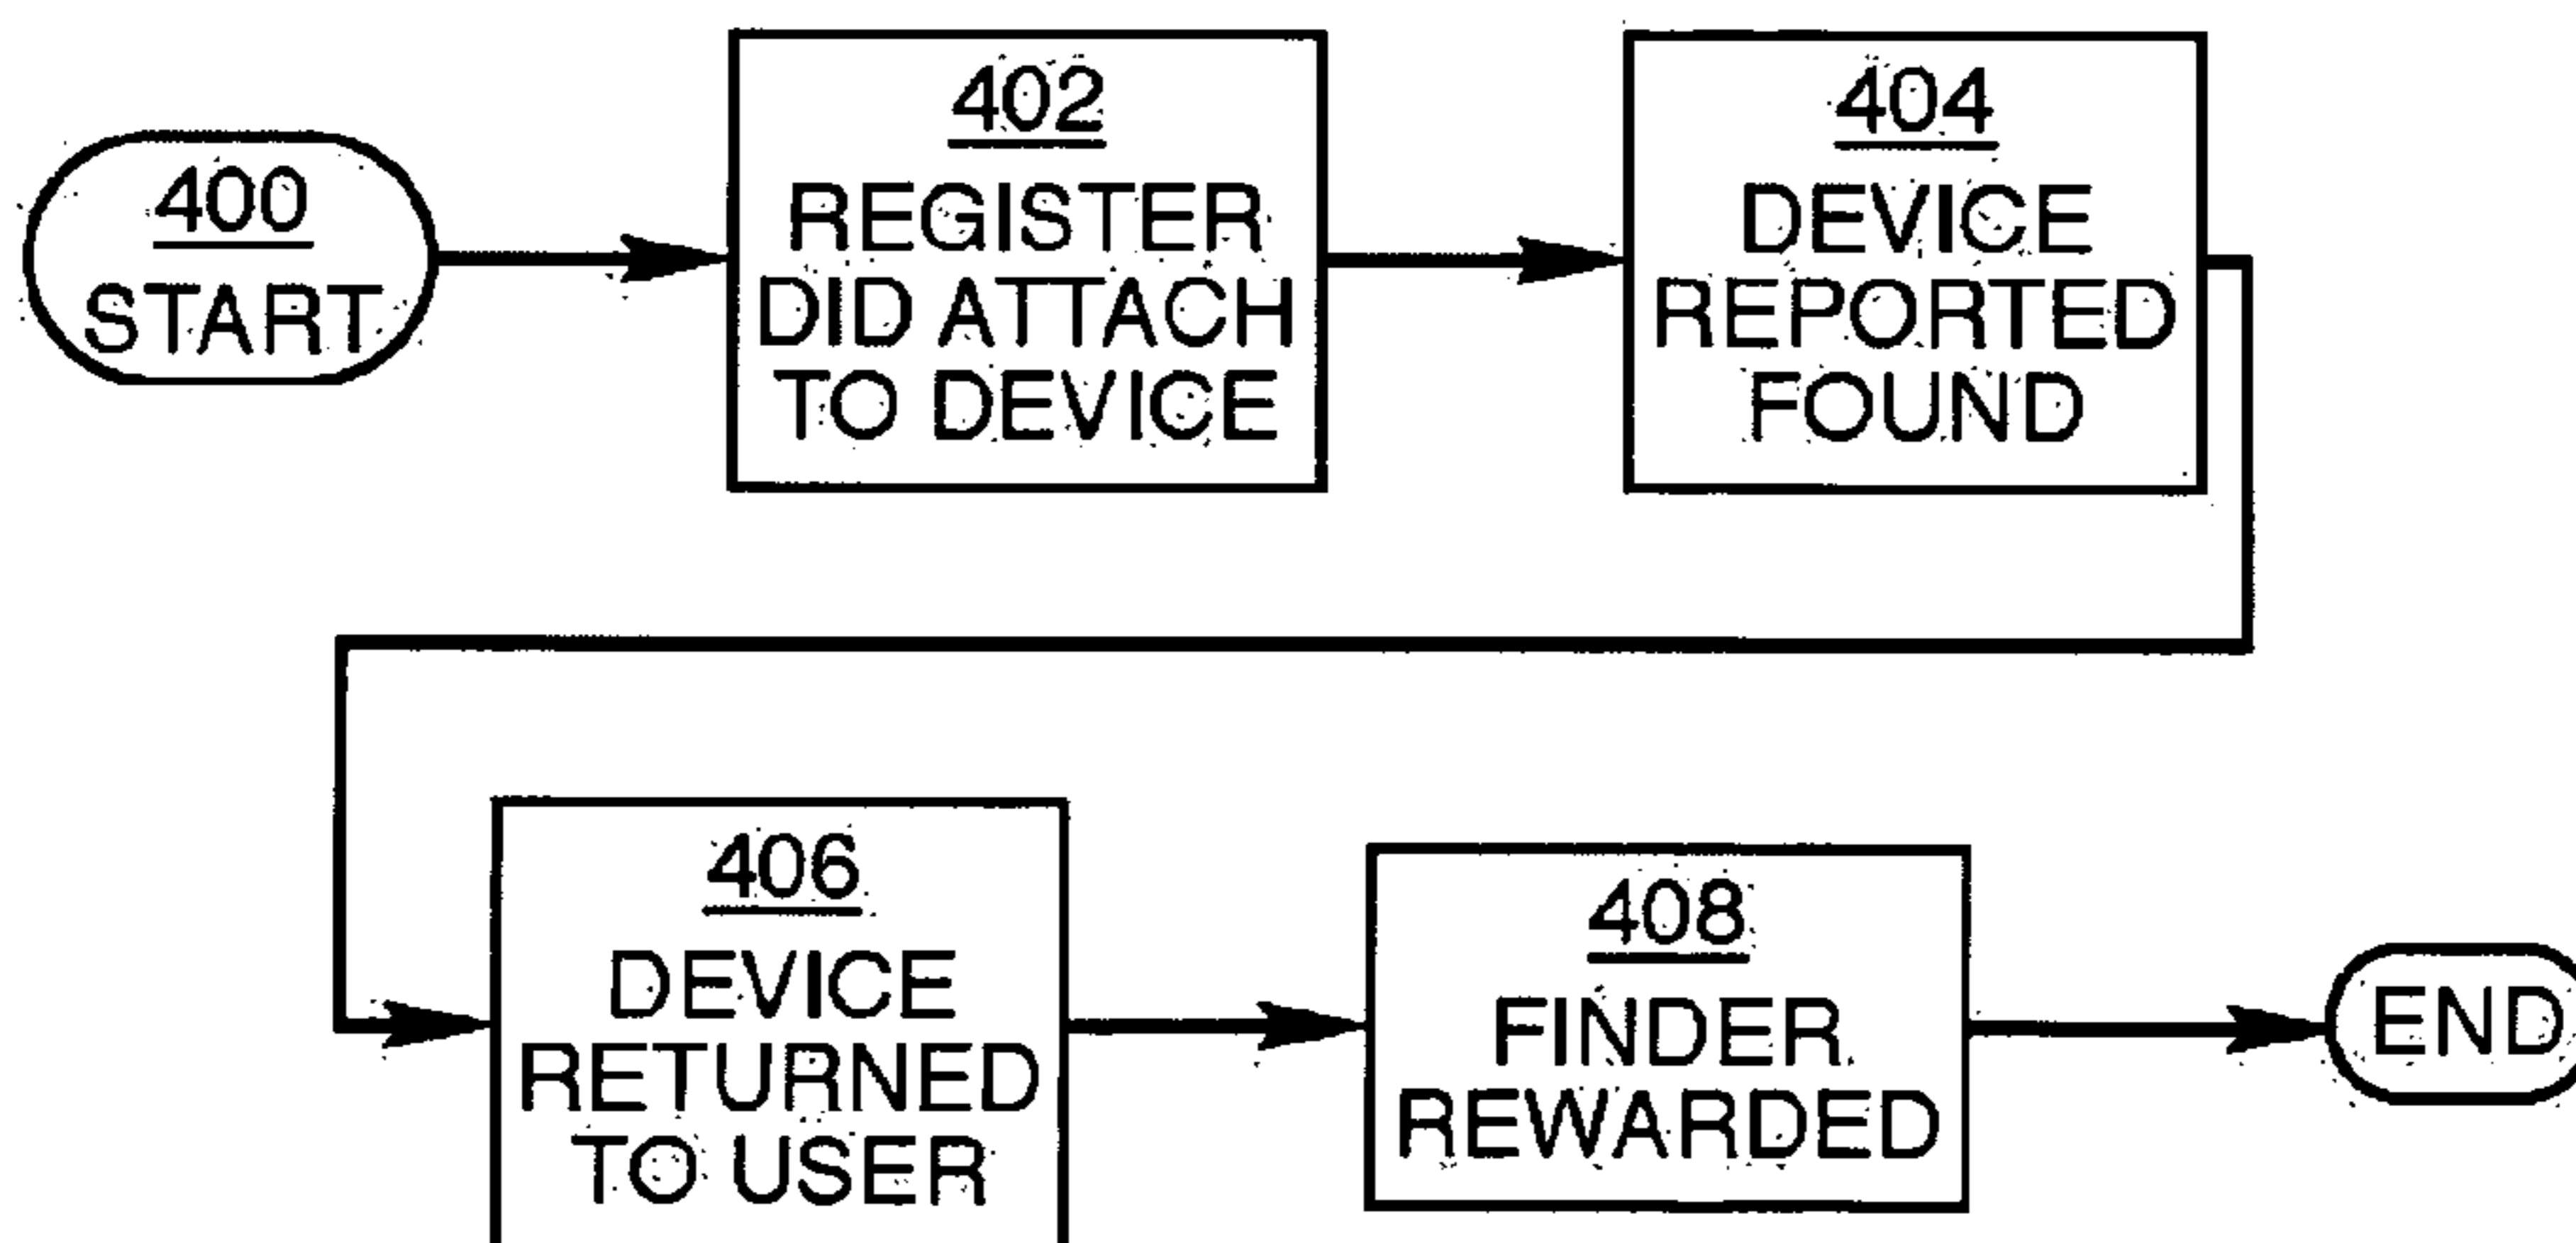 400
START
402
REGISTER
DID ATTACH
TO DEVICE
404
DEVICE
REPORTED
FOUND
406
DEVICE
RETURNED
TO USER
408
FINDER
REWARDED
END